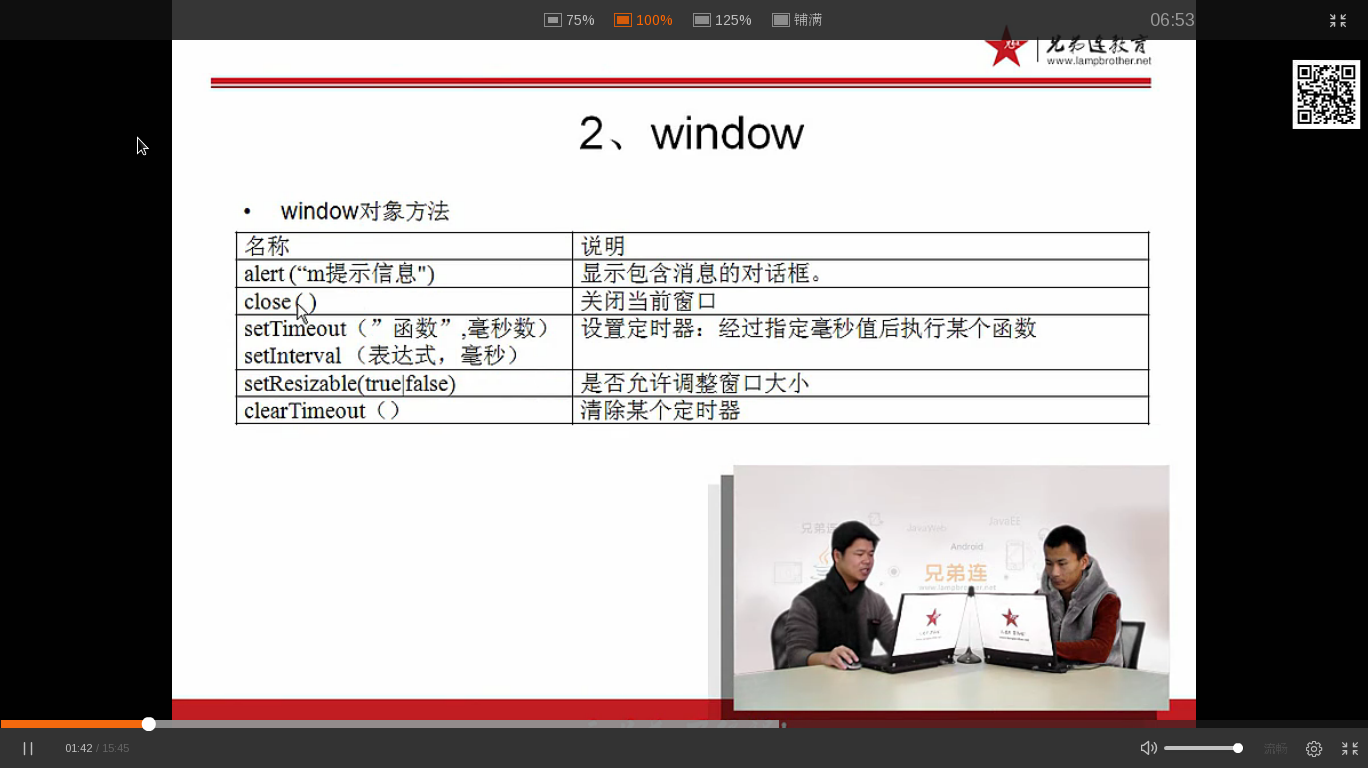 75% 100% 125% 铺满 06:53
兄弟连教育
www.lampbrother.net
2、window
• window对象方法
名称 说明
alert (“m提示信息") 显示包含消息的对话框。
close ( ) 关闭当前窗口
setTimeout（”函数”,毫秒数） 设置定时器：经过指定毫秒值后执行某个函数
setInterval （表达式，毫秒）
setResizable(true|false) 是否允许调整窗口大小
clearTimeout（） 清除某个定时器
兄弟连 JavaWeb JavaEE
Android
兄弟连
www.lampbrother.net
01:42 / 15:45 流畅